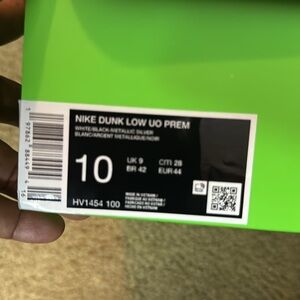 NIKE DUNK LOW UO PREM
WHITE/BLACK-METALLIC SILVER
BLANC/ARGENT METALLIQUE/NOIR
10
UK 9 CM 28
BR 42 EUR 44
HV1454 100
MADE IN VIETNAM